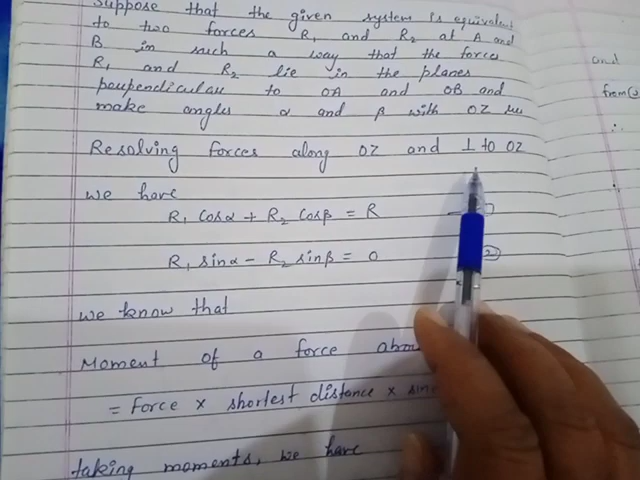 Suppose that the given system is equivalent
to two forces R₁ and R₂ at A and
B in such a way that the forces
R₁ and R₂ lie in the planes
perpendicular to OA and OB and
make angles α and β with OZ
Resolving forces along OZ and ⊥ to OZ
we have
R₁ cosα + R₂ cosβ = R
R₁ sinα - R₂ sinβ = 0 — ②
we know that
Moment of a force
= Force × shortest distance ×
taking moments, we have
and
from
∴